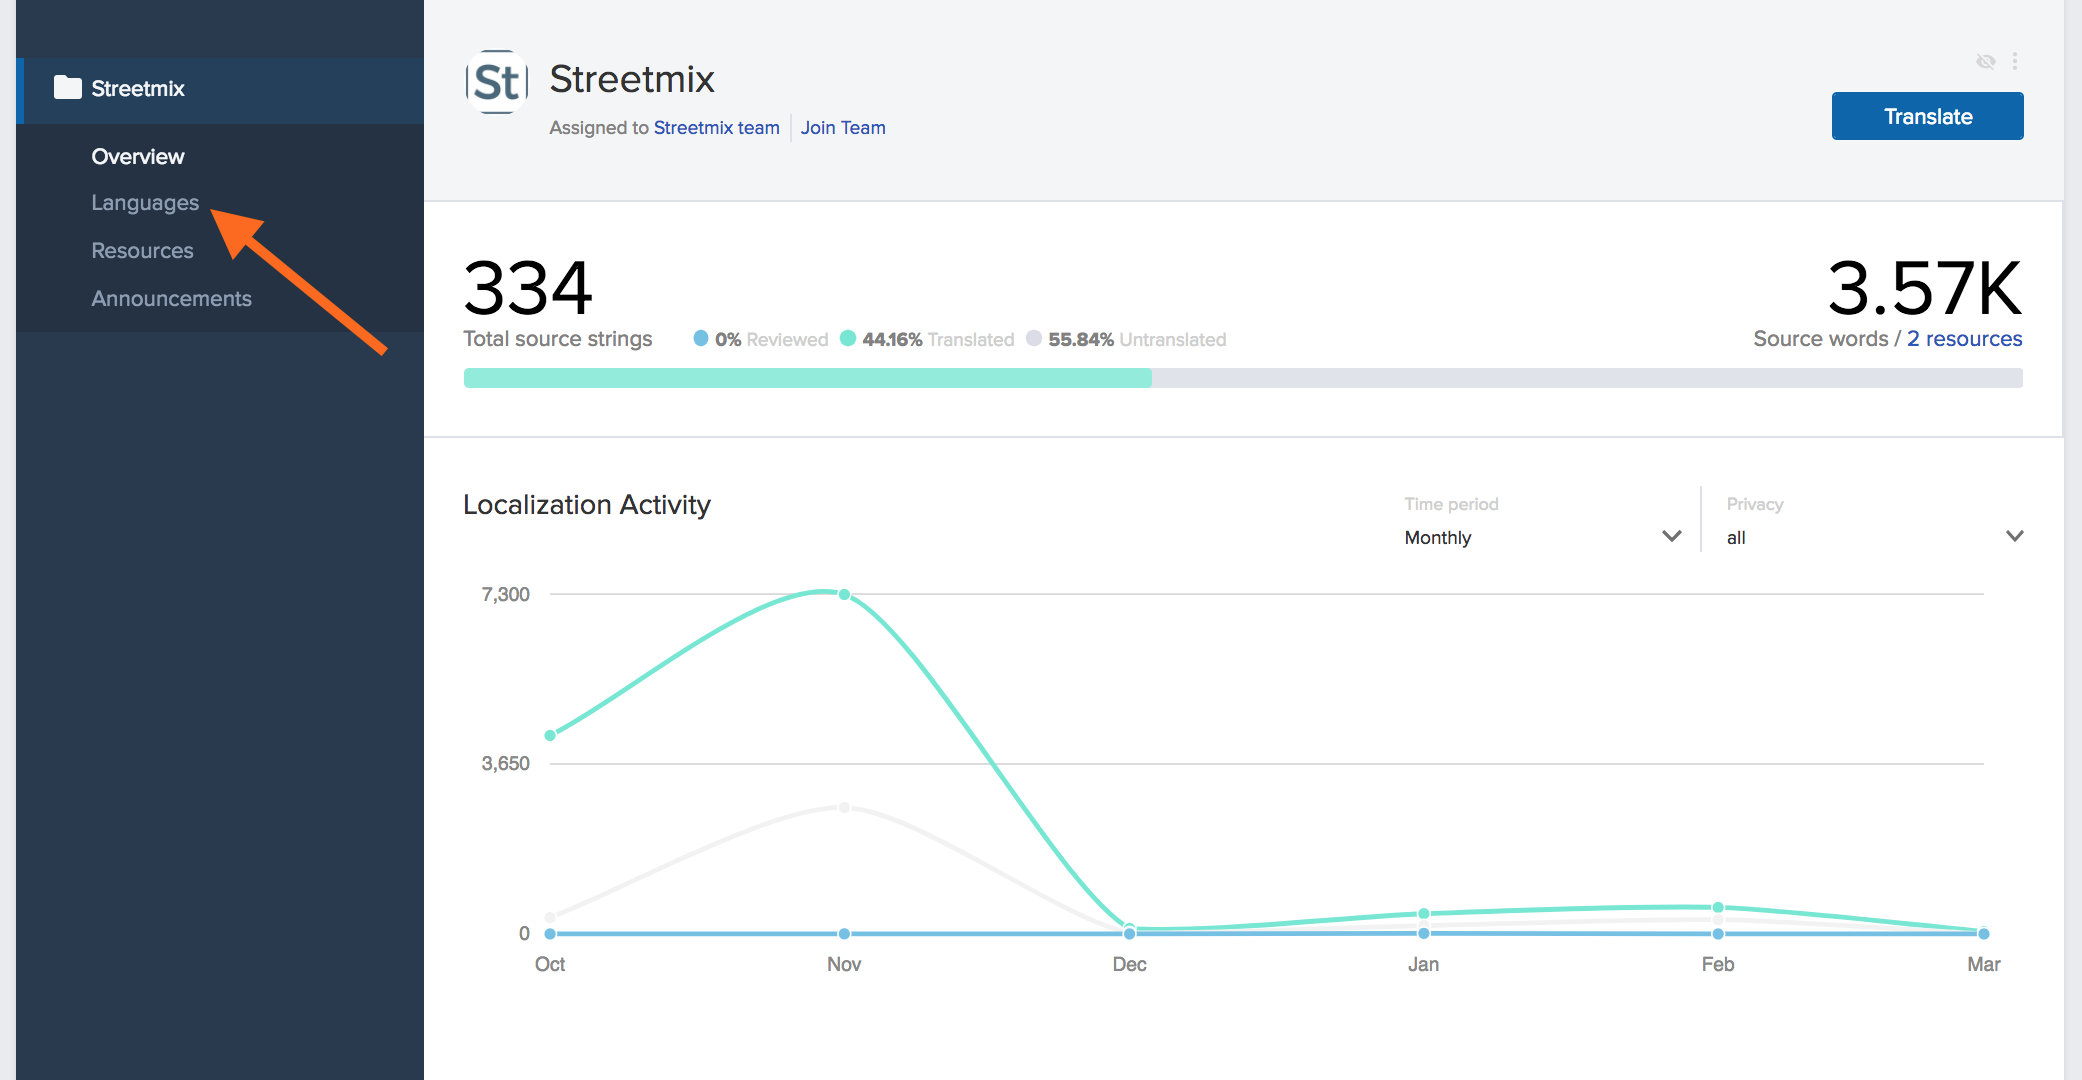 Streetmix
Overview
Languages
Resources
Announcements
St
Streetmix
Assigned to Streetmix team Join Team
Translate
334
Total source strings
0% Reviewed 44.16% Translated 55.84% Untranslated
3.57K
Source words / 2 resources
Localization Activity
Time period
Monthly
Privacy
all
7,300
3,650
0
Oct Nov Dec Jan Feb Mar